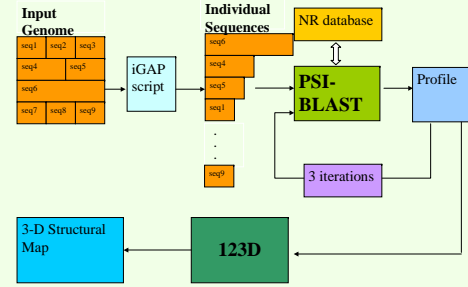 Input
Genome
seq1 seq2 seq3
seq4 seq5
seq6
seq7 seq8 seq9
iGAP
script
Individual
Sequences
seq6
seq4
seq5
seq1
.
.
.
seq9
NR database
PSI-
BLAST
Profile
3 iterations
123D
3-D Structural
Map